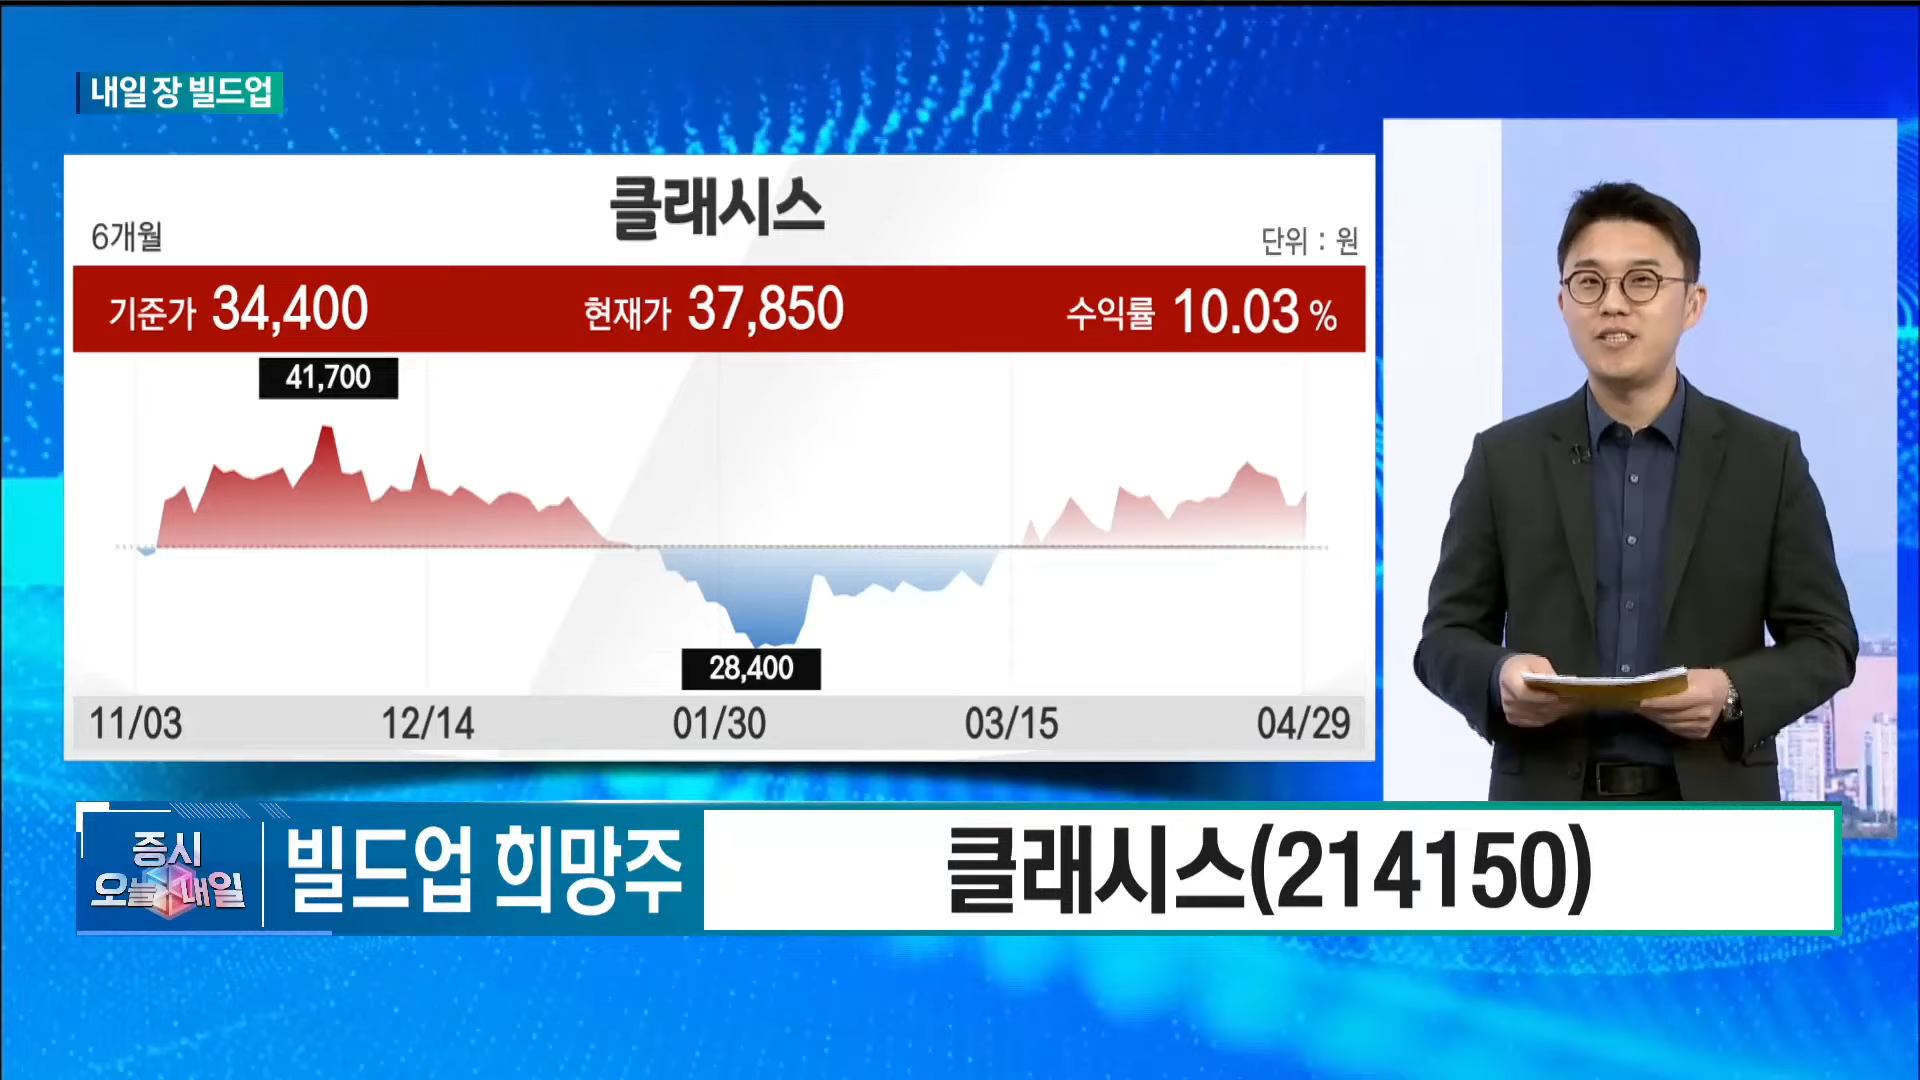 내일 장 빌드업
클래시스
6개월
단위 : 원
기준가 34,400 현재가 37,850 수익률 10.03 %
41,700
28,400
11/03 12/14 01/30 03/15 04/29
증시
오늘 내일
빌드업 희망주
클래시스(214150)